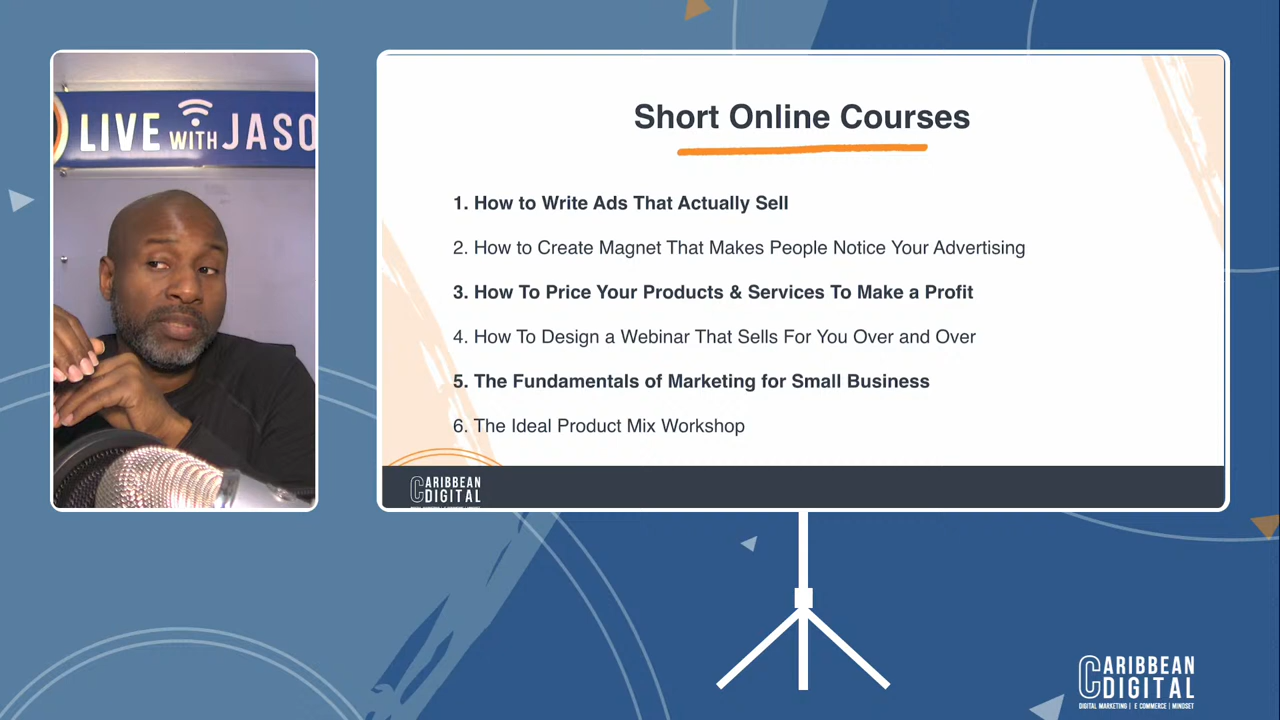 LIVE WITH JASO
Short Online Courses
1. How to Write Ads That Actually Sell
2. How to Create Magnet That Makes People Notice Your Advertising
3. How To Price Your Products & Services To Make a Profit
4. How To Design a Webinar That Sells For You Over and Over
5. The Fundamentals of Marketing for Small Business
6. The Ideal Product Mix Workshop
CARIBBEAN
DIGITAL
CARIBBEAN
DIGITAL
DIGITAL MARKETING | E COMMERCE | MINDSET